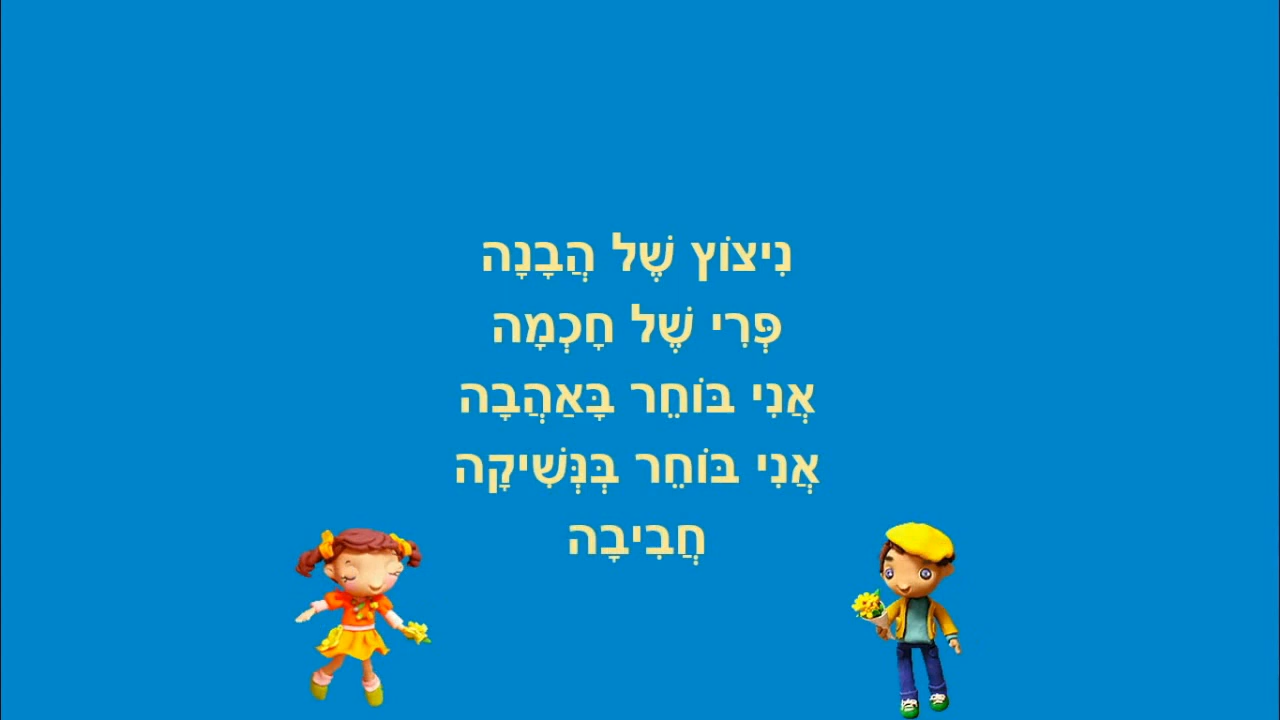 נִיצוֹץ שֶׁל הֲבָנָה
פְּרִי שֶׁל חָכְמָה
אֲנִי בּוֹחֵר בָּאַהֲבָה
אֲנִי בּוֹחֵר בְּנְּשִׁיקָה
חֲבִיבָה